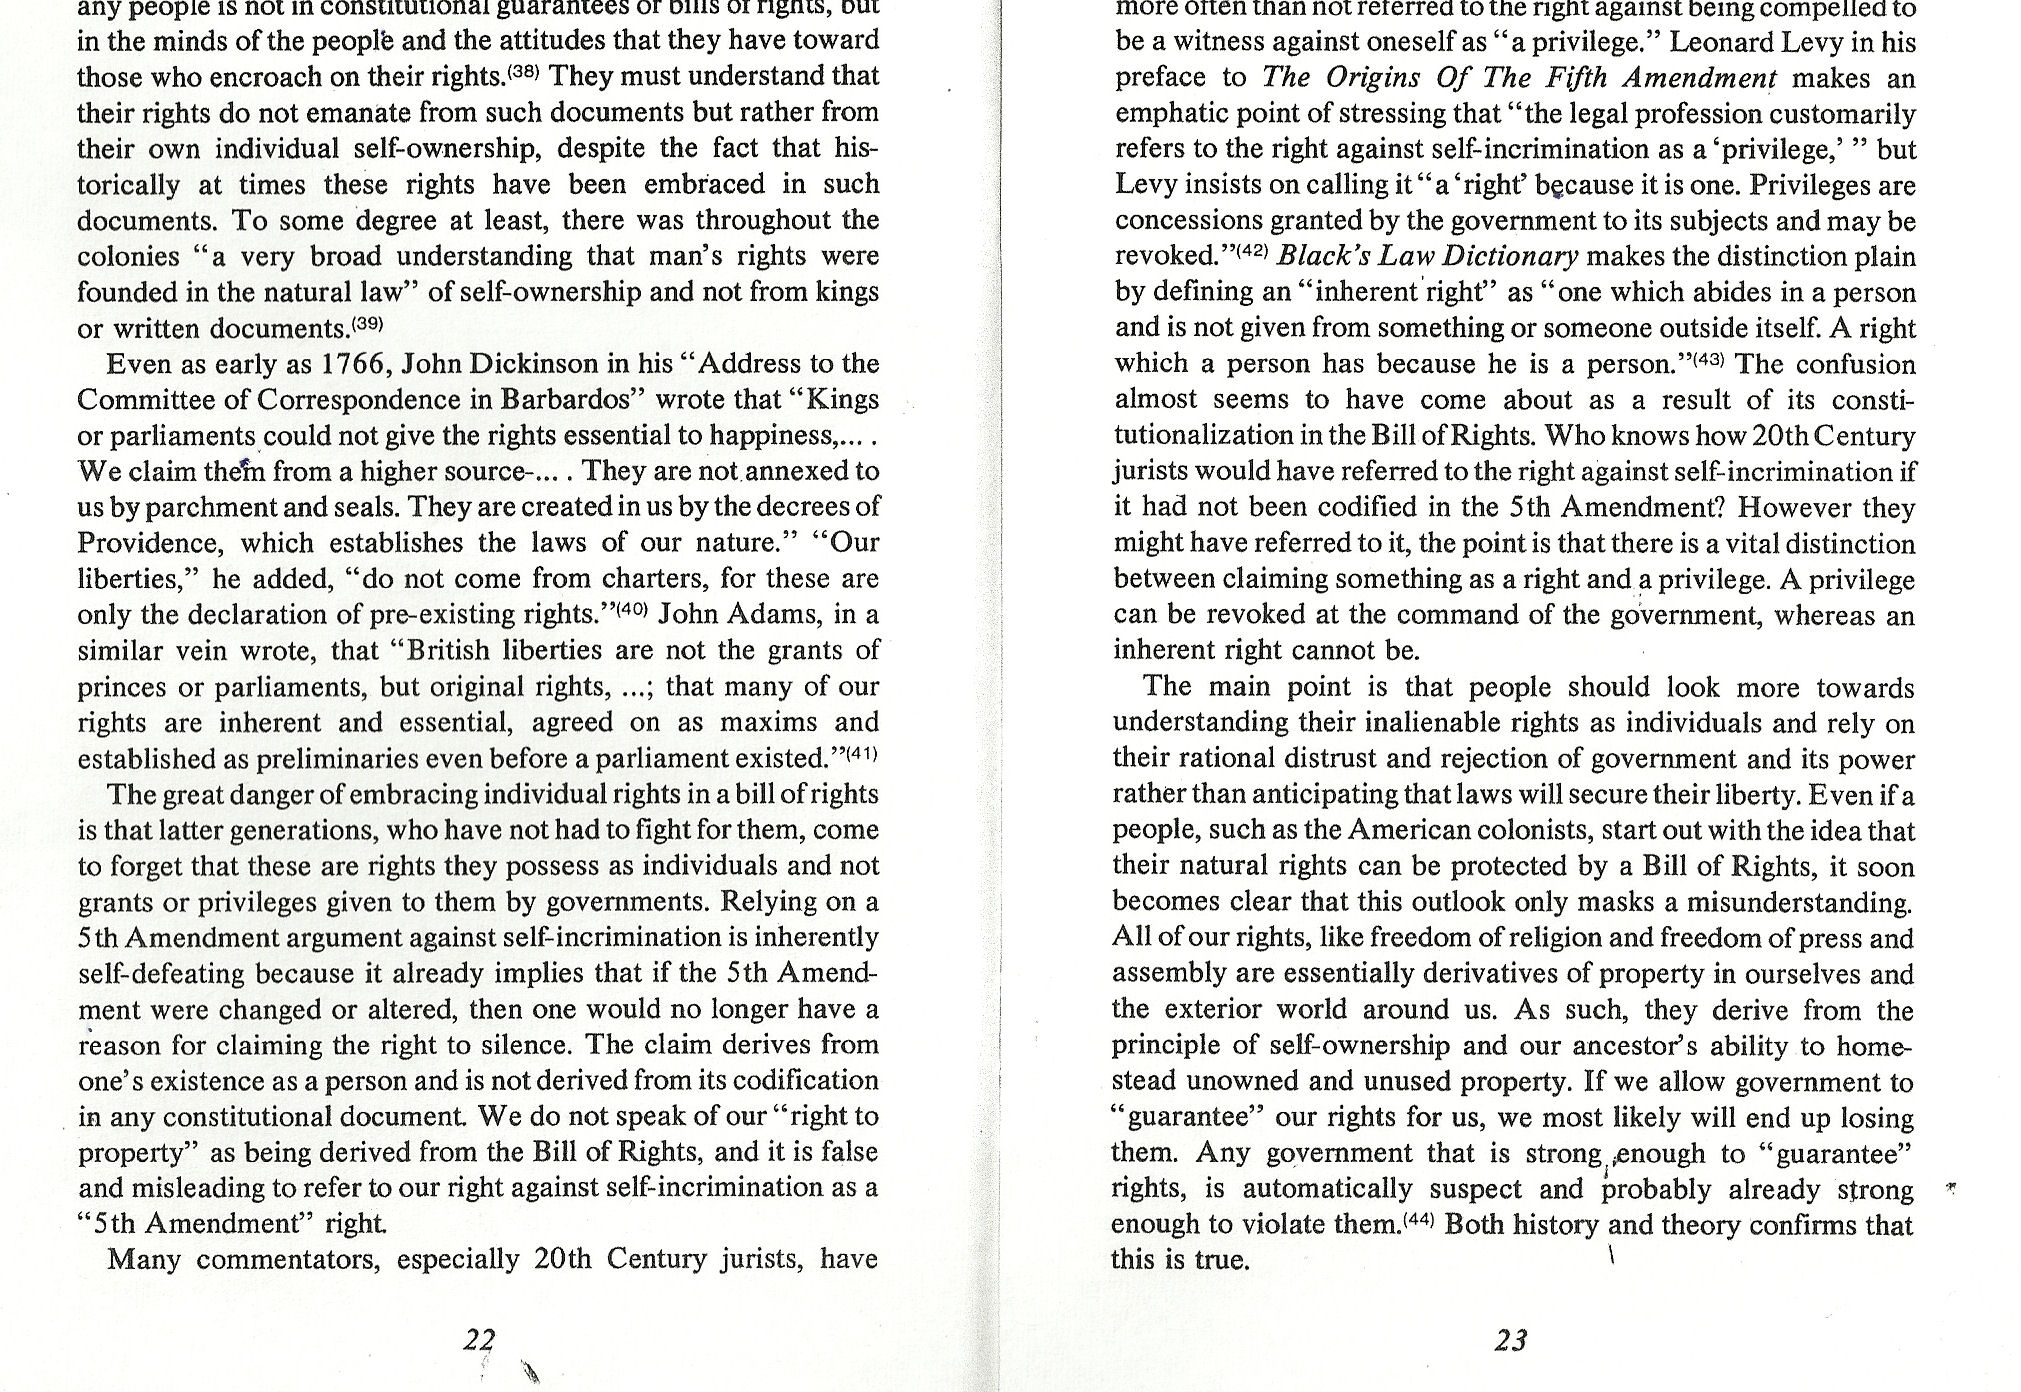 any people is not in constitutional guarantees or bills of rights, but
in the minds of the people and the attitudes that they have toward
those who encroach on their rights.(38) They must understand that
their rights do not emanate from such documents but rather from
their own individual self-ownership, despite the fact that his-
torically at times these rights have been embraced in such
documents. To some degree at least, there was throughout the
colonies “a very broad understanding that man’s rights were
founded in the natural law” of self-ownership and not from kings
or written documents.(39)
Even as early as 1766, John Dickinson in his “Address to the
Committee of Correspondence in Barbardos” wrote that “Kings
or parliaments could not give the rights essential to happiness,... .
We claim them from a higher source-... . They are not annexed to
us by parchment and seals. They are created in us by the decrees of
Providence, which establishes the laws of our nature.” “Our
liberties,” he added, “do not come from charters, for these are
only the declaration of pre-existing rights.”(40) John Adams, in a
similar vein wrote, that “British liberties are not the grants of
princes or parliaments, but original rights, ...; that many of our
rights are inherent and essential, agreed on as maxims and
established as preliminaries even before a parliament existed.”(41)
The great danger of embracing individual rights in a bill of rights
is that latter generations, who have not had to fight for them, come
to forget that these are rights they possess as individuals and not
grants or privileges given to them by governments. Relying on a
5th Amendment argument against self-incrimination is inherently
self-defeating because it already implies that if the 5th Amend-
ment were changed or altered, then one would no longer have a
reason for claiming the right to silence. The claim derives from
one’s existence as a person and is not derived from its codification
in any constitutional document. We do not speak of our “right to
property” as being derived from the Bill of Rights, and it is false
and misleading to refer to our right against self-incrimination as a
“5th Amendment” right.
Many commentators, especially 20th Century jurists, have
22
more often than not referred to the right against being compelled to
be a witness against oneself as “a privilege.” Leonard Levy in his
preface to The Origins Of The Fifth Amendment makes an
emphatic point of stressing that “the legal profession customarily
refers to the right against self-incrimination as a ‘privilege,’ ” but
Levy insists on calling it “a ‘right’ because it is one. Privileges are
concessions granted by the government to its subjects and may be
revoked.”(42) Black’s Law Dictionary makes the distinction plain
by defining an “inherent right” as “one which abides in a person
and is not given from something or someone outside itself. A right
which a person has because he is a person.”(43) The confusion
almost seems to have come about as a result of its consti-
tutionalization in the Bill of Rights. Who knows how 20th Century
jurists would have referred to the right against self-incrimination if
it had not been codified in the 5th Amendment? However they
might have referred to it, the point is that there is a vital distinction
between claiming something as a right and a privilege. A privilege
can be revoked at the command of the government, whereas an
inherent right cannot be.
The main point is that people should look more towards
understanding their inalienable rights as individuals and rely on
their rational distrust and rejection of government and its power
rather than anticipating that laws will secure their liberty. Even if a
people, such as the American colonists, start out with the idea that
their natural rights can be protected by a Bill of Rights, it soon
becomes clear that this outlook only masks a misunderstanding.
All of our rights, like freedom of religion and freedom of press and
assembly are essentially derivatives of property in ourselves and
the exterior world around us. As such, they derive from the
principle of self-ownership and our ancestor’s ability to home-
stead unowned and unused property. If we allow government to
“guarantee” our rights for us, we most likely will end up losing
them. Any government that is strong enough to “guarantee”
rights, is automatically suspect and probably already strong
enough to violate them.(44) Both history and theory confirms that
this is true.
23